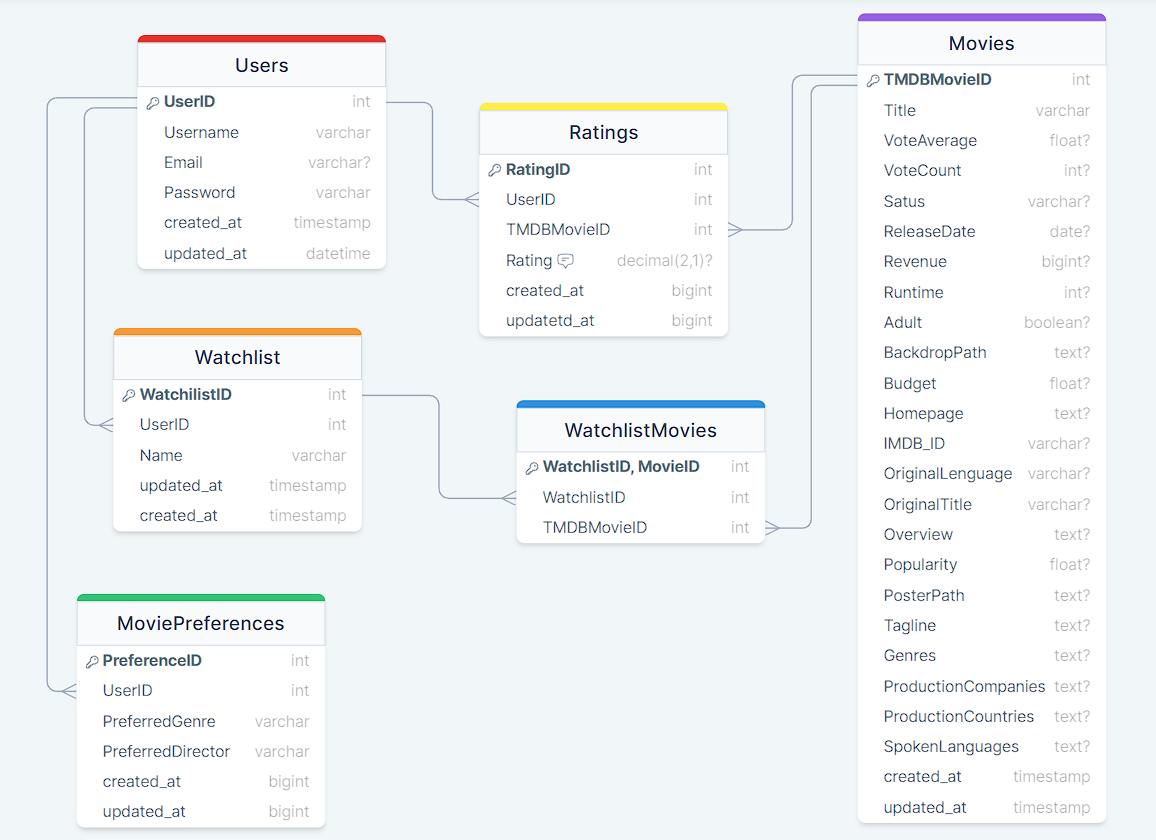 Users
UserID int
Username varchar
Email varchar?
Password varchar
created_at timestamp
updated_at datetime
Ratings
RatingID int
UserID int
TMDBMovieID int
Rating decimal(2,1)?
created_at bigint
updatetd_at bigint
Movies
TMDBMovieID int
Title varchar
VoteAverage float?
VoteCount int?
Satus varchar?
ReleaseDate date?
Revenue bigint?
Runtime int?
Adult boolean?
BackdropPath text?
Budget float?
Homepage text?
IMDB_ID varchar?
OriginalLenguage varchar?
OriginalTitle varchar?
Overview text?
Popularity float?
PosterPath text?
Tagline text?
Genres text?
ProductionCompanies text?
ProductionCountries text?
SpokenLanguages text?
created_at timestamp
updated_at timestamp
Watchlist
WatchilistID int
UserID int
Name varchar
updated_at timestamp
created_at timestamp
WatchlistMovies
WatchlistID, MovieID int
WatchlistID int
TMDBMovieID int
MoviePreferences
PreferenceID int
UserID int
PreferredGenre varchar
PreferredDirector varchar
created_at bigint
updated_at bigint